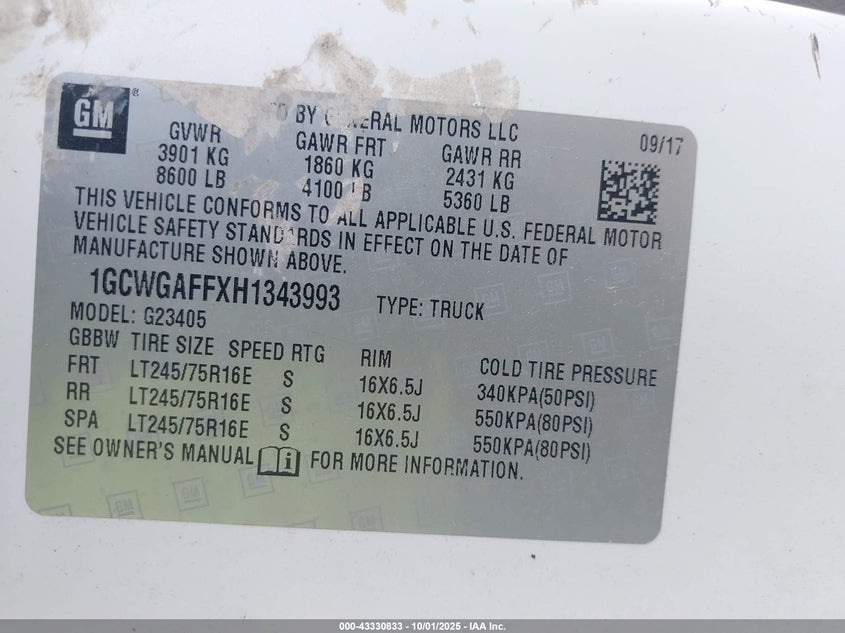 GM ®
BY GENERAL MOTORS LLC
09/17
GVWR GAWR FRT GAWR RR
3901 KG 1860 KG 2431 KG
8600 LB 4100 LB 5360 LB
THIS VEHICLE CONFORMS TO ALL APPLICABLE U.S. FEDERAL MOTOR
VEHICLE SAFETY STANDARDS IN EFFECT ON THE DATE OF
MANUFACTURE SHOWN ABOVE.
1GCWGAFFXH1343993 TYPE: TRUCK
MODEL: G23405
GBBW TIRE SIZE SPEED RTG RIM COLD TIRE PRESSURE
FRT LT245/75R16E S 16X6.5J 340KPA(50PSI)
RR LT245/75R16E S 16X6.5J 550KPA(80PSI)
SPA LT245/75R16E S 16X6.5J 550KPA(80PSI)
SEE OWNER'S MANUAL i FOR MORE INFORMATION.
000-43330833 - 10/01/2025 - IAA Inc.